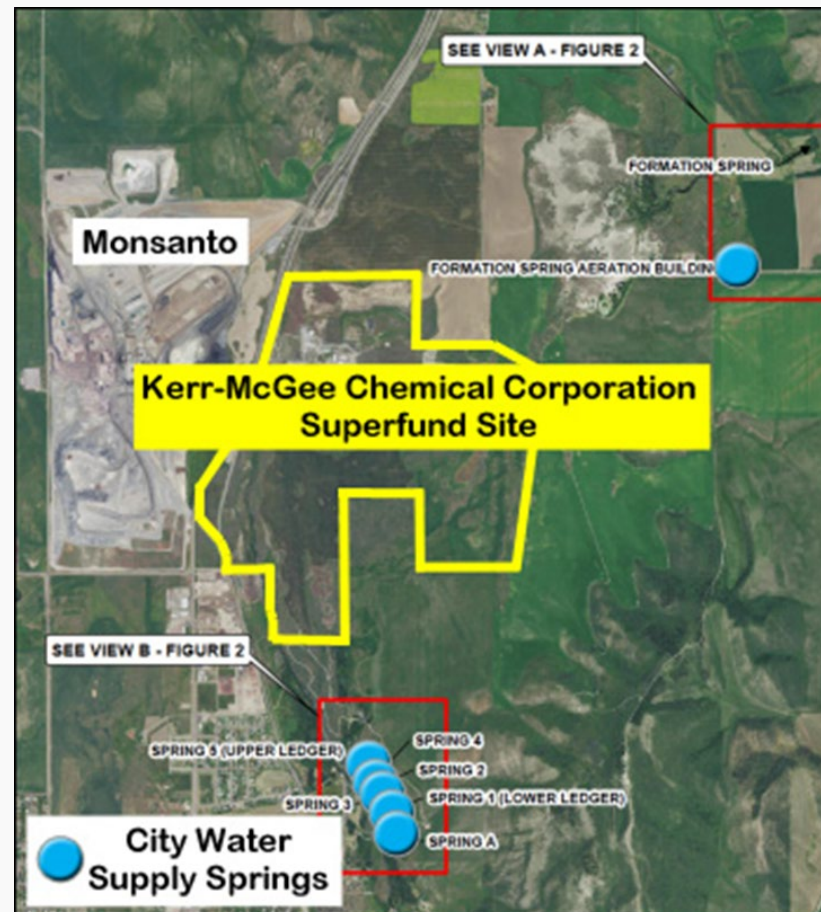 SEE VIEW A - FIGURE 2
FORMATION SPRING
Monsanto
FORMATION SPRING AERATION BUILDIN
Kerr-McGee Chemical Corporation
Superfund Site
SEE VIEW B - FIGURE 2
SPRING 5 (UPPER LEDGER)
SPRING 4
SPRING 2
SPRING 3
SPRING 1 (LOWER LEDGER)
SPRING A
City Water
Supply Springs